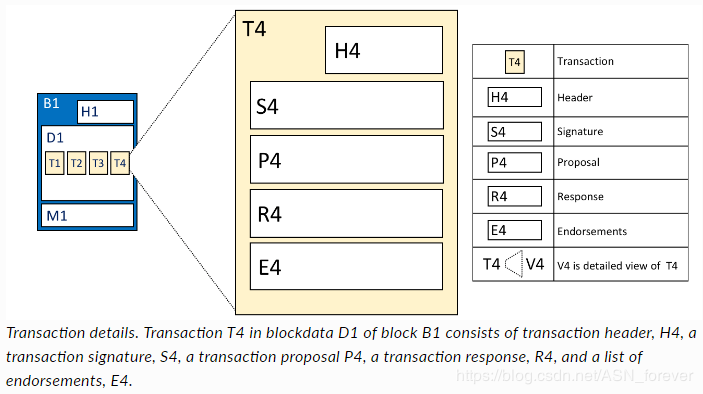 B1
H1
D1
T1 T2 T3 T4
M1
T4
H4
S4
P4
R4
E4
T4 Transaction
H4 Header
S4 Signature
P4 Proposal
R4 Response
E4 Endorsements
T4 V4 V4 is detailed view of T4
Transaction details. Transaction T4 in blockdata D1 of block B1 consists of transaction header, H4, a
transaction signature, S4, a transaction proposal P4, a transaction response, R4, and a list of
endorsements, E4.
https://blog.csdn.net/ASN_forever